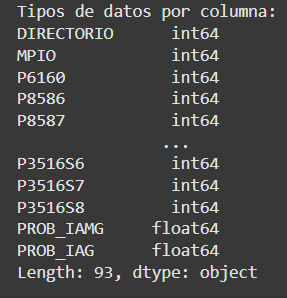 Tipos de datos por columna:
DIRECTORIO int64
MPIO int64
P6160 int64
P8586 int64
P8587 int64
...
P3516S6 int64
P3516S7 int64
P3516S8 int64
PROB_IAMG float64
PROB_IAG float64
Length: 93, dtype: object